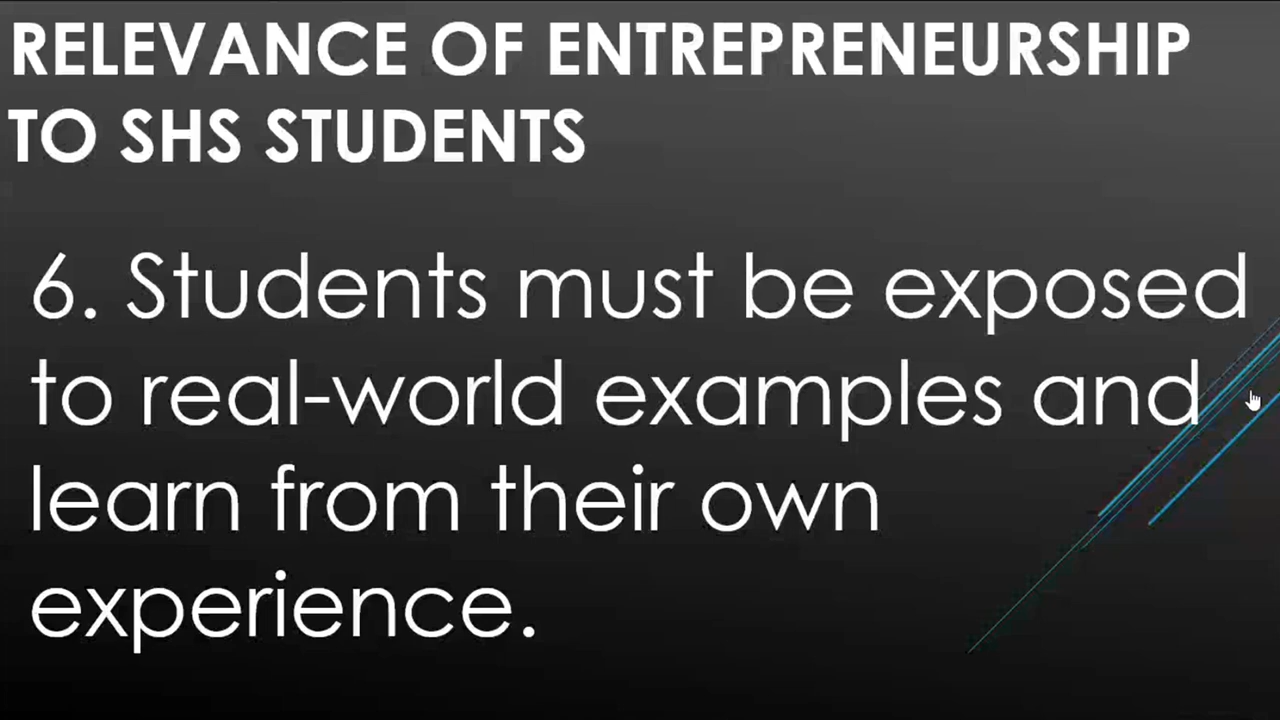 RELEVANCE OF ENTREPRENEURSHIP
TO SHS STUDENTS
6. Students must be exposed
to real-world examples and
learn from their own
experience.